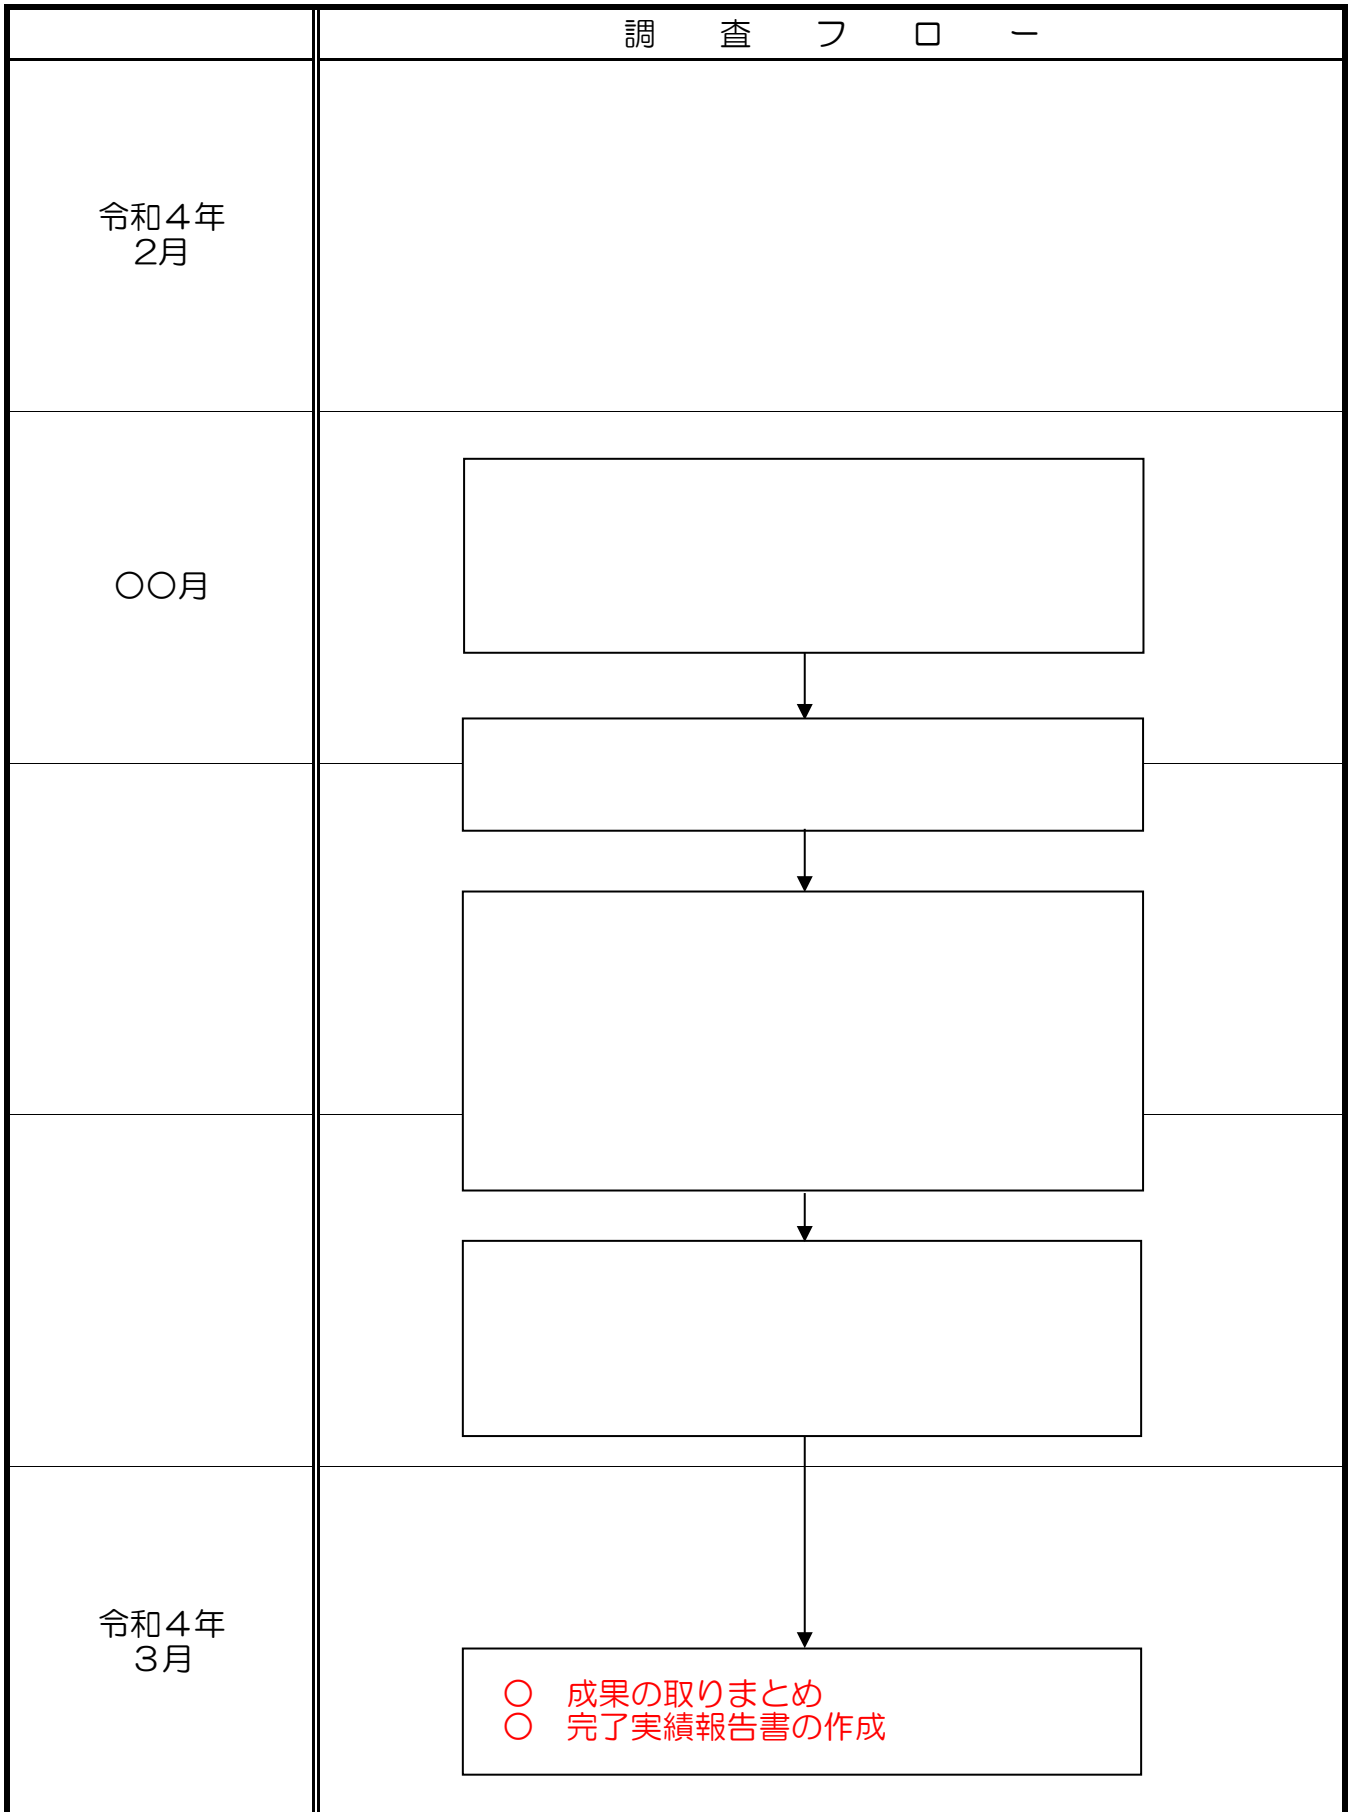 調　査　フ　ロ　ー
令和４年
２月
〇〇月
令和４年
３月
〇　成果の取りまとめ
〇　完了実績報告書の作成